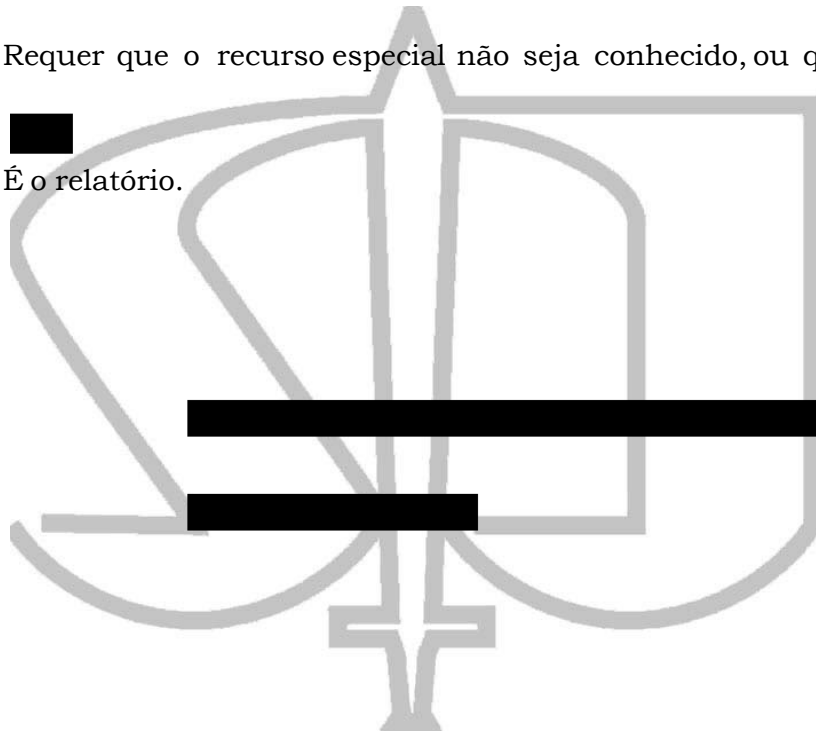 Requer que o recurso especial não seja conhecido, ou q
É o relatório.